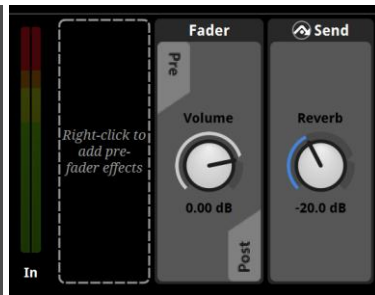 Fader
Send
Pre
Right-click to
add pre-
fader effects
Volume
Reverb
0.00 dB
-20.0 dB
Post
In